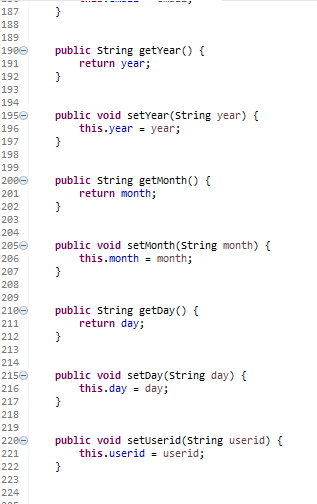 187 }
188
189
190 public String getYear() {
191 return year;
192 }
193
194
195 public void setYear(String year) {
196 this.year = year;
197 }
198
199
200 public String getMonth() {
201 return month;
202 }
203
204
205 public void setMonth(String month) {
206 this.month = month;
207 }
208
209
210 public String getDay() {
211 return day;
212 }
213
214
215 public void setDay(String day) {
216 this.day = day;
217 }
218
219
220 public void setUserid(String userid) {
221 this.userid = userid;
222 }
223
224